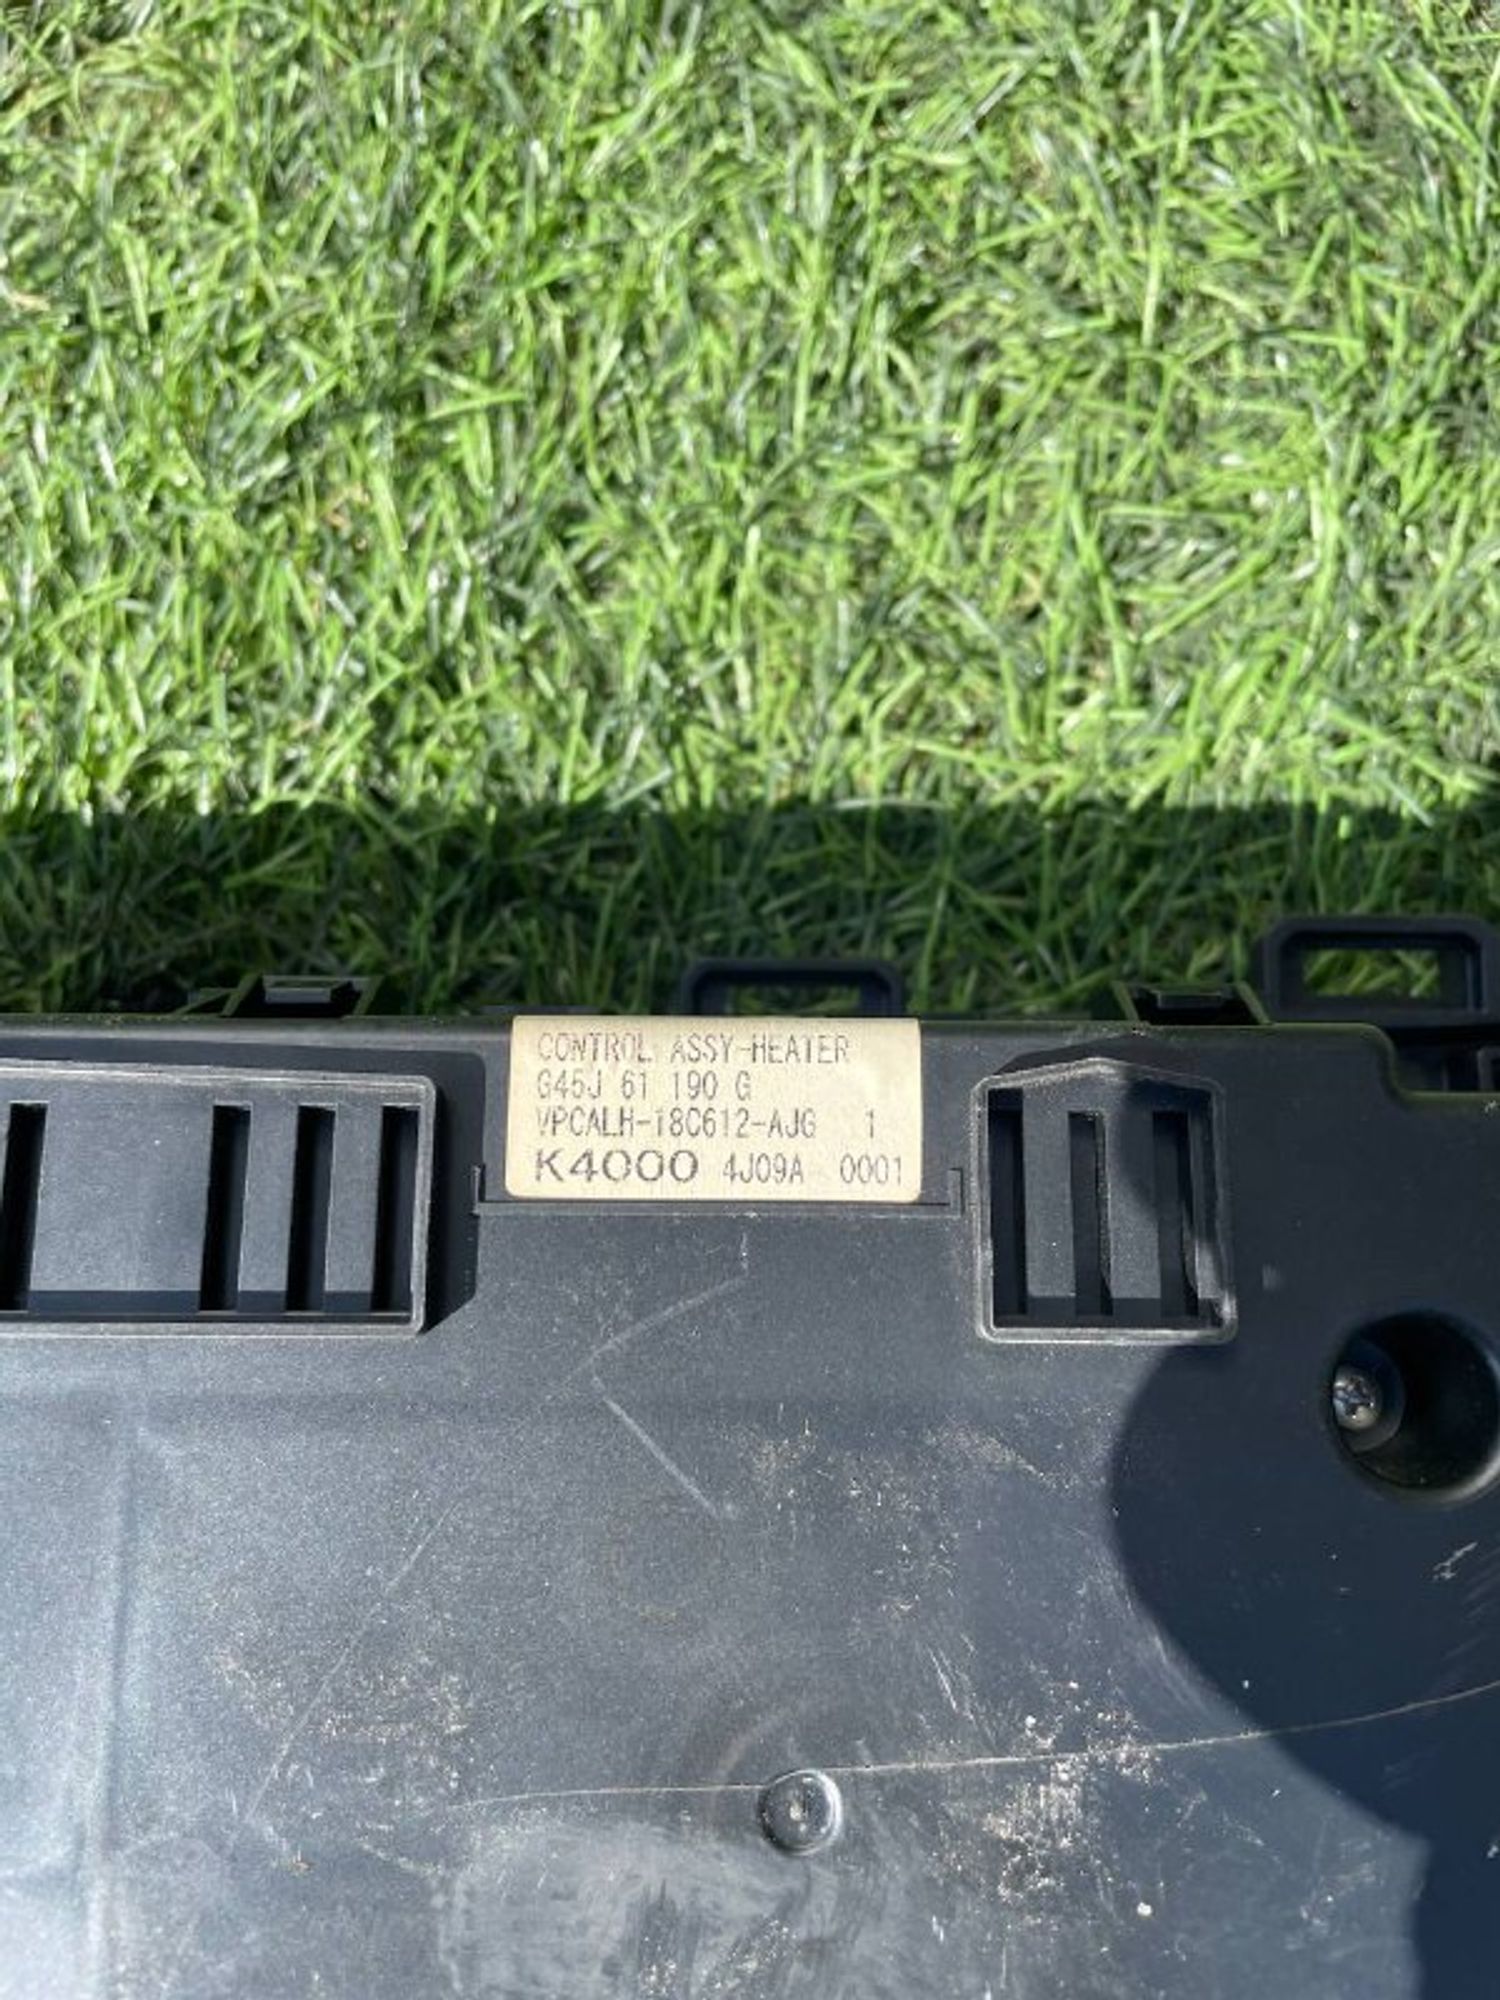 CONTROL ASSY-HEATER
G45J 61 190 G
VPCALH-18C612-AJG 1
K4000 4J09A 0001